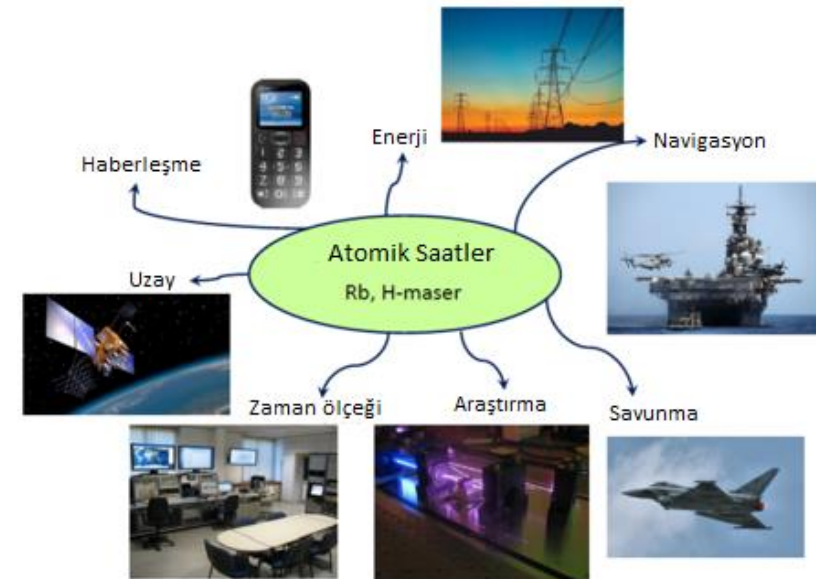 Enerji
Navigasyon
Haberleşme
Atomik Saatler
Uzay
Rb, H-maser
Zaman ölçeği
Araştırma
Savunma